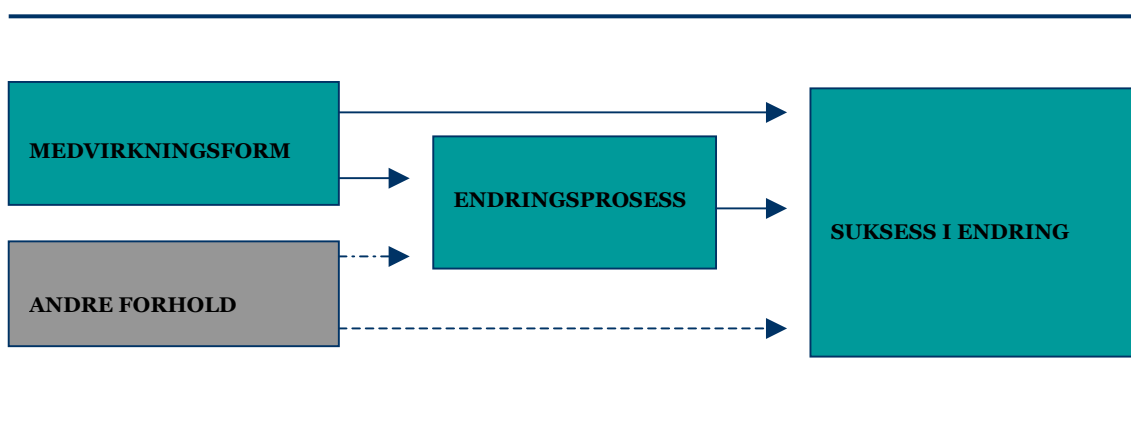 MEDVIRKNINGSFORM
ENDRINGSPROSESS
SUKSESS I ENDRING
ANDRE FORHOLD